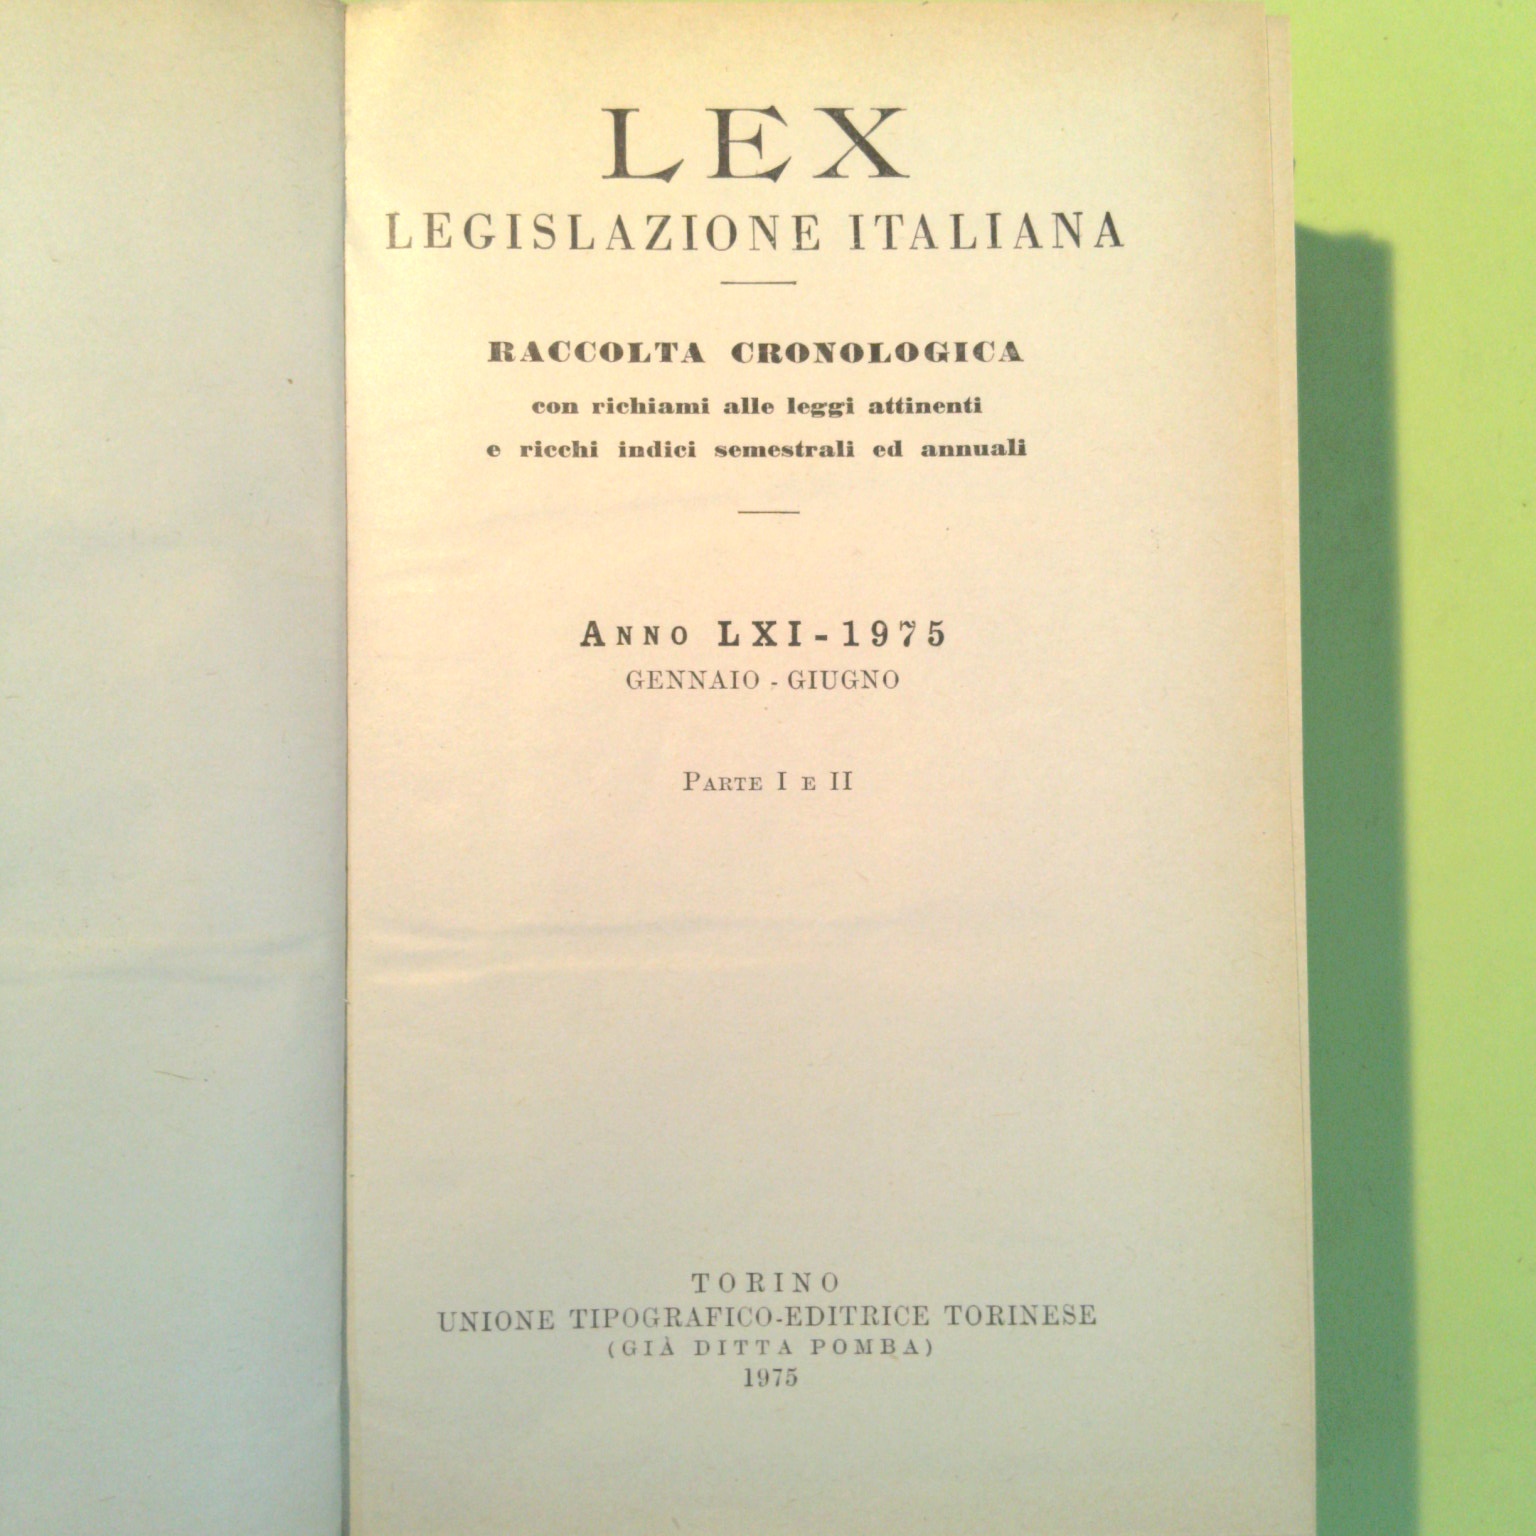 LEX
LEGISLAZIONE ITALIANA
RACCOLTA CRONOLOGICA
con richiami alle leggi attinenti
e ricchi indici semestrali ed annuali
ANNO LXI - 1975
GENNAIO - GIUGNO
PARTE I E II
TORINO
UNIONE TIPOGRAFICO-EDITRICE TORINESE
(GIÀ DITTA POMBA)
1975